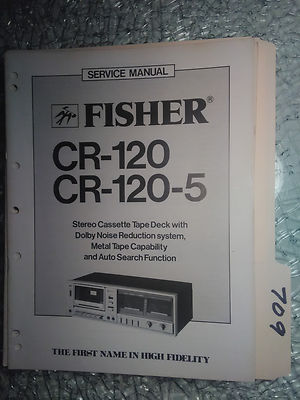 SERVICE MANUAL
FISHER®
CR-120
CR-120-5
Stereo Cassette Tape Deck with
Dolby Noise Reduction system,
Metal Tape Capability
and Auto Search Function
THE FIRST NAME IN HIGH FIDELITY
709